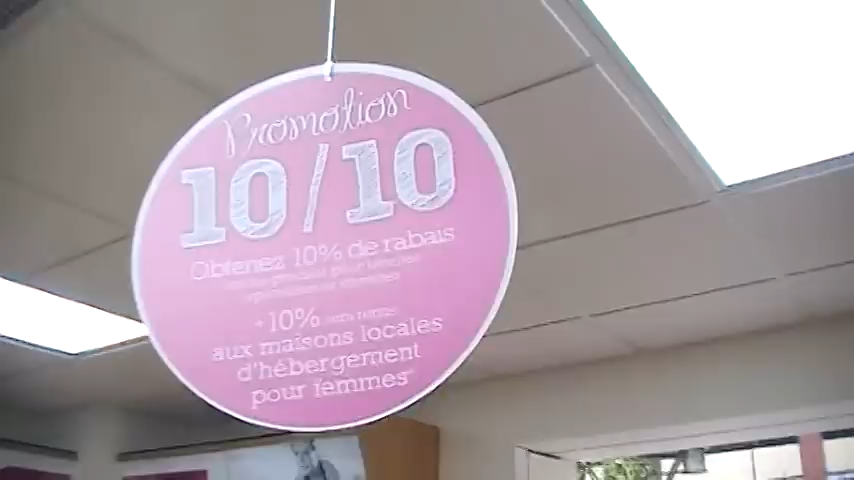 Promotion
10/10
Obtenez 10% de rabais
+10%
aux maisons locales
d'hébergement
pour femmes*